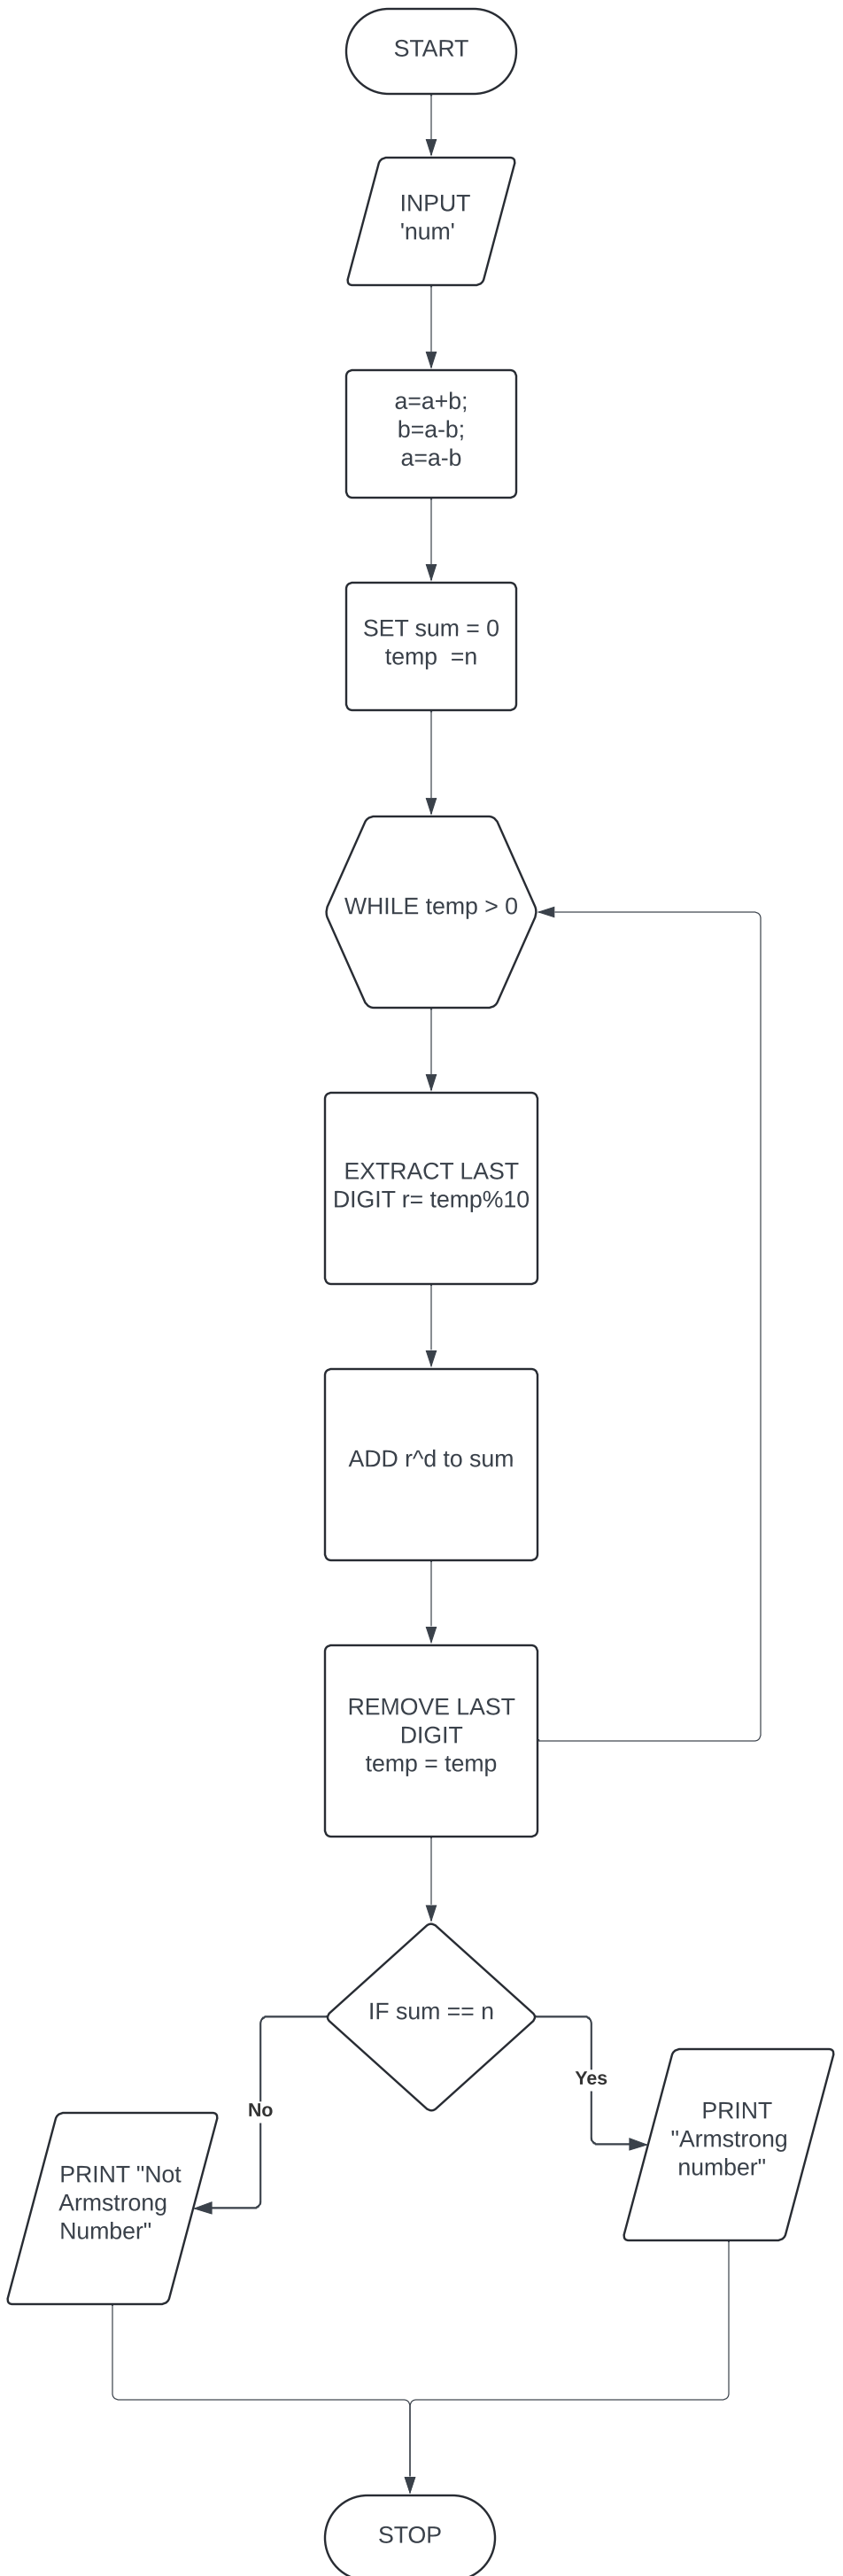 START
INPUT
'num'
a=a+b;
b=a-b;
a=a-b
SET sum = 0
temp  =n
WHILE temp > 0
EXTRACT LAST
DIGIT r= temp%10
ADD r^d to sum
REMOVE LAST
DIGIT
temp = temp
IF sum == n
Yes
No
PRINT
"Armstrong
number"
PRINT "Not
Armstrong
Number"
STOP